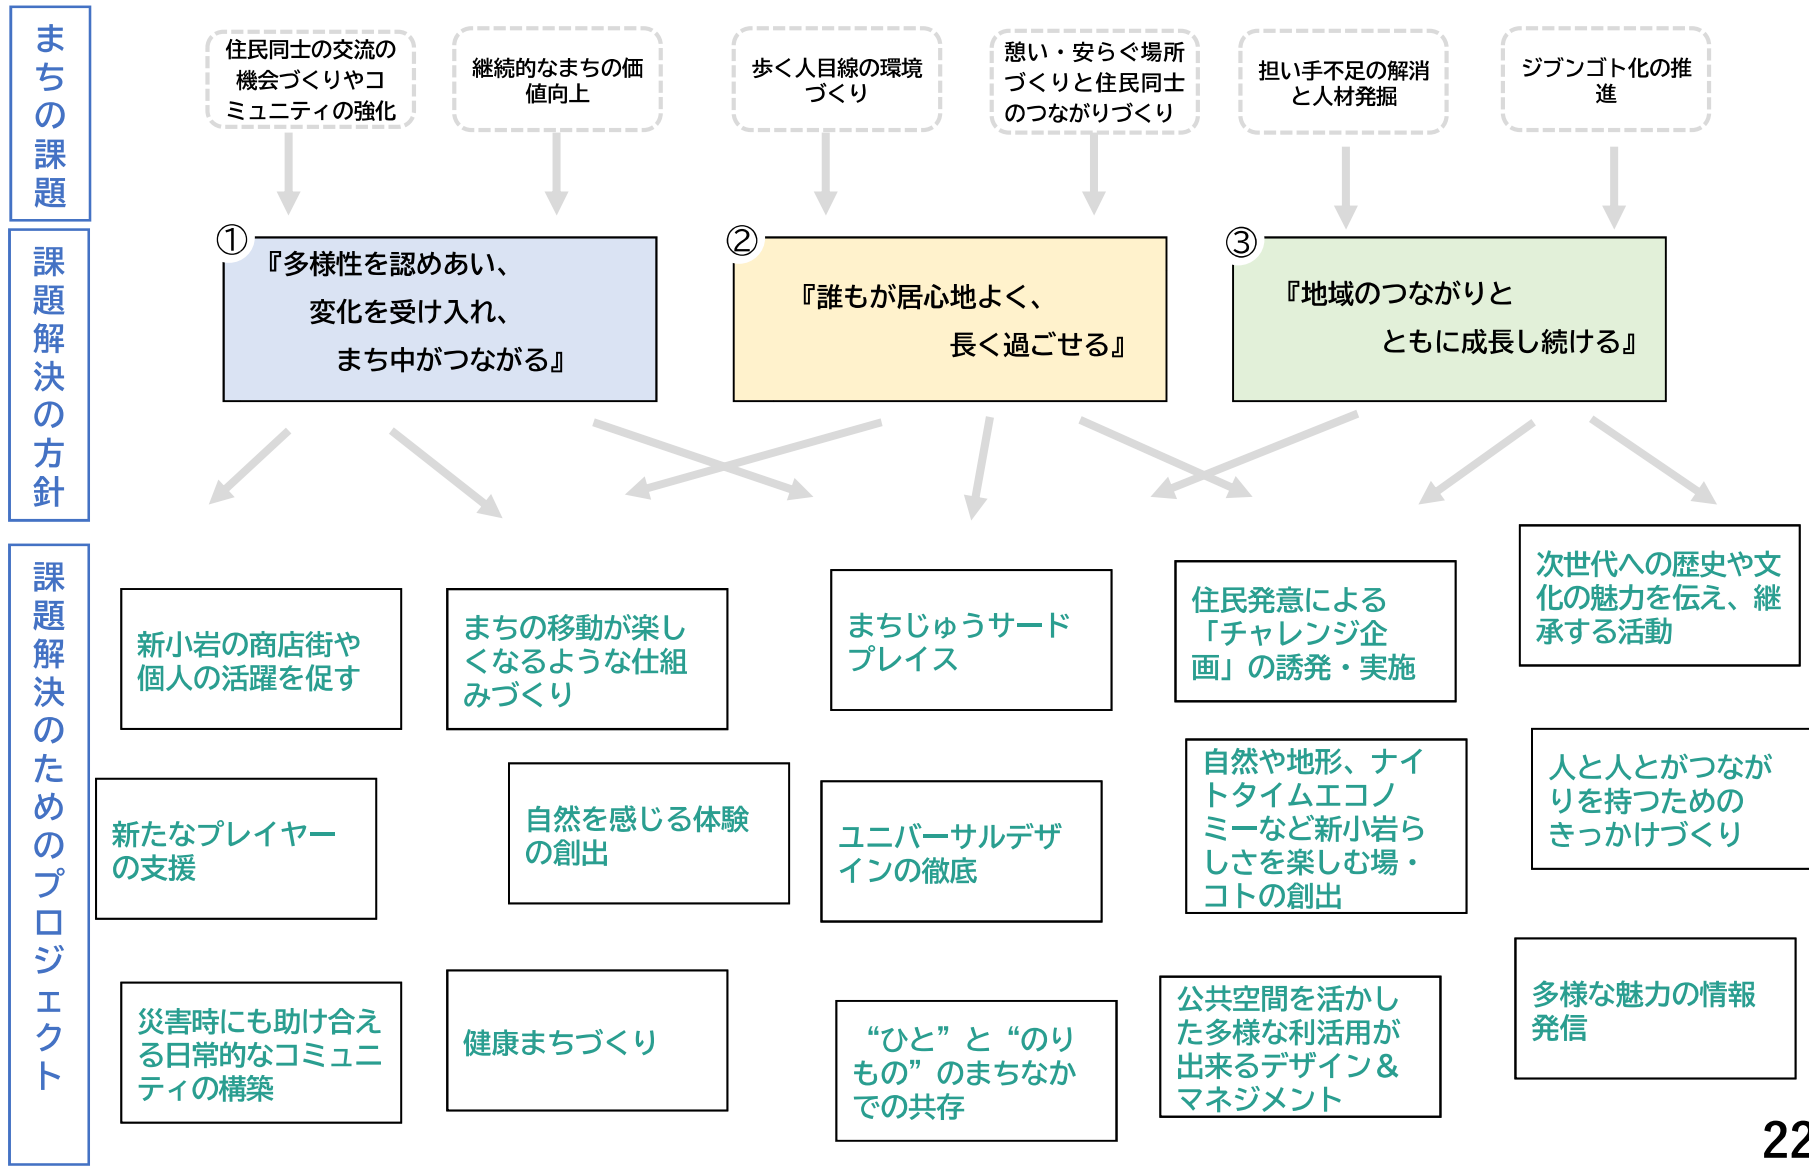 まちの課題
住民同士の交流の
機会づくりやコ
ミュニティの強化
継続的なまちの価
値向上
歩く人目線の環境
づくり
憩い・安らぐ場所
づくりと住民同士
のつながりづくり
担い手不足の解消
と人材発掘
ジブンゴト化の推
進
課題解決の方針
①
『多様性を認めあい、
変化を受け入れ、
まち中がつながる』
②
『誰もが居心地よく、
長く過ごせる』
③
『地域のつながりと
ともに成長し続ける』
課題解決のためのプロジェクト
新小岩の商店街や
個人の活躍を促す
まちの移動が楽し
くなるような仕組
みづくり
まちじゅうサード
プレイス
住民発意による
「チャレンジ企
画」の誘発・実施
次世代への歴史や文
化の魅力を伝え、継
承する活動
新たなプレイヤー
の支援
自然を感じる体験
の創出
ユニバーサルデザ
インの徹底
自然や地形、ナイ
トタイムエコノ
ミーなど新小岩ら
しさを楽しむ場・
コトの創出
人と人とがつなが
りを持つための
きっかけづくり
災害時にも助け合え
る日常的なコミュニ
ティの構築
健康まちづくり
“ひと”と“のり
もの”のまちなか
での共存
公共空間を活かし
た多様な利活用が
出来るデザイン＆
マネジメント
多様な魅力の情報
発信
22